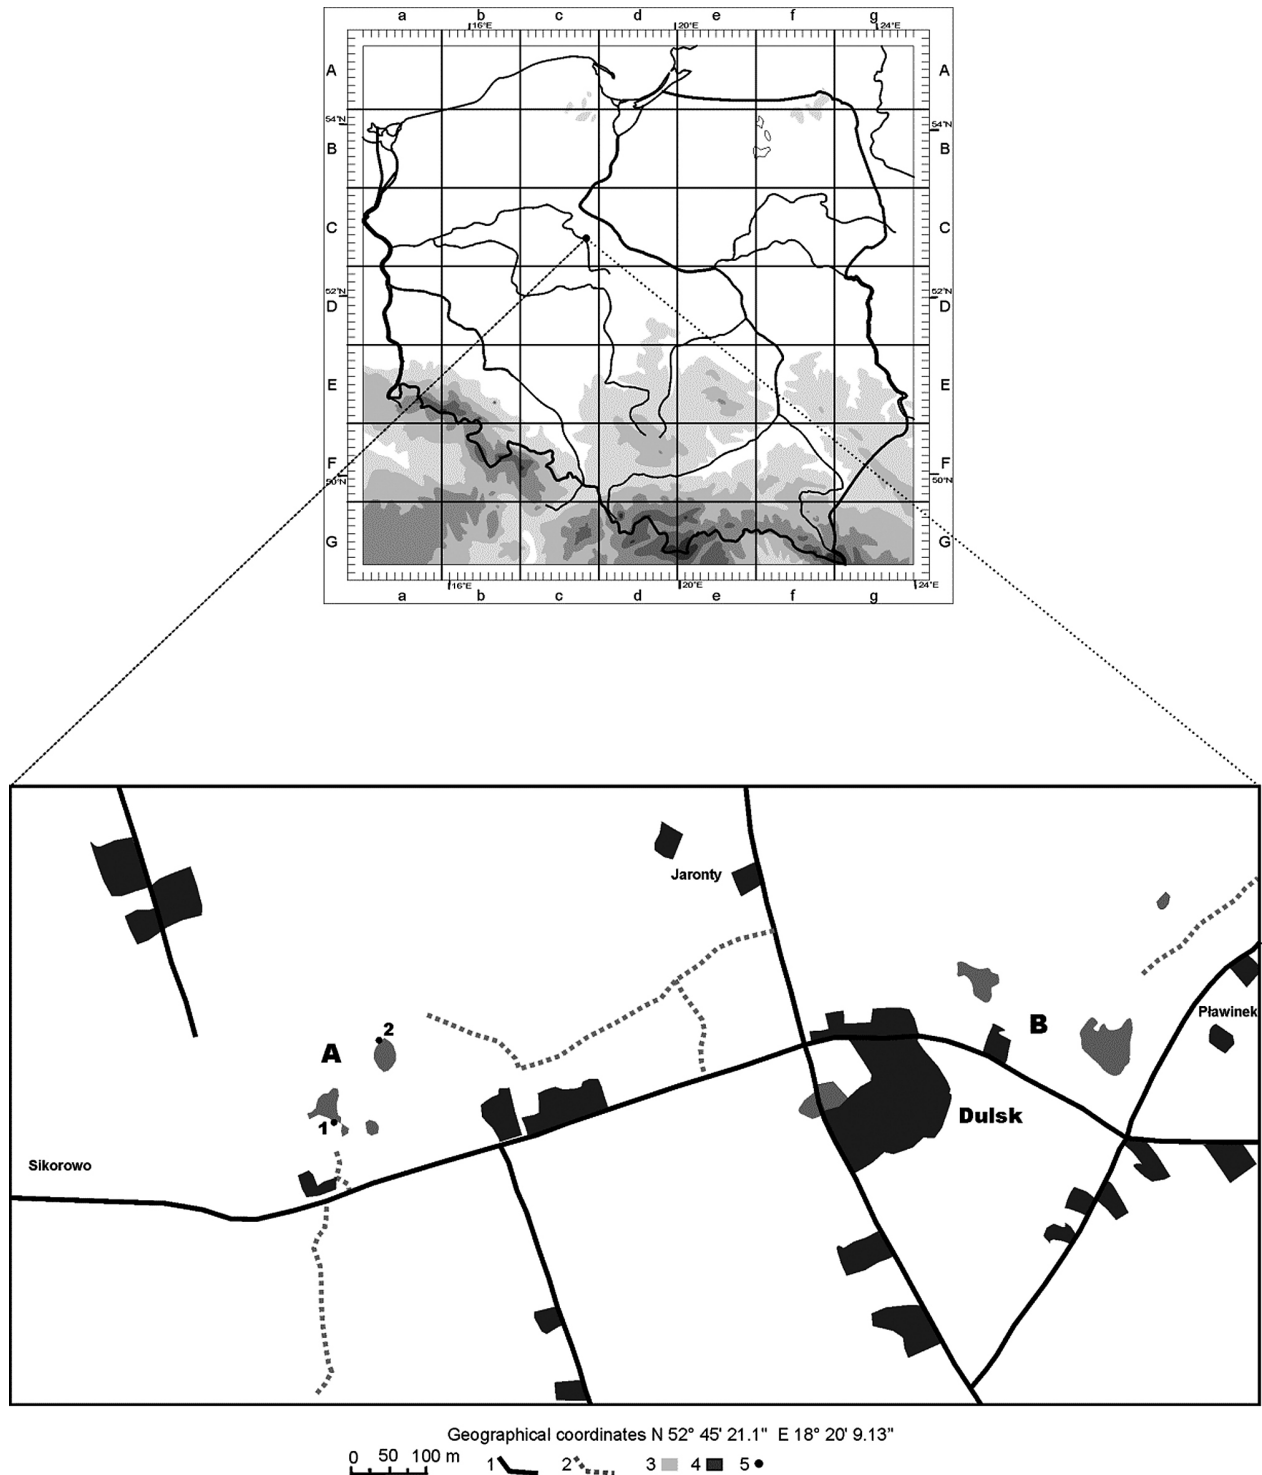 a b c d e f g
16°E 20°E 24°E
A A
54°N 54°N
B B
C C
52°N 52°N
D D
E E
F F
50°N 50°N
G G
16°E 20°E 24°E
a b c d e f g
Jaronty
Pławinek
2
A B
1
Dulsk
Sikorowo
Geographical coordinates N 52° 45' 21.1" E 18° 20' 9.13"
0 50 100 m 1 2 3 4 5